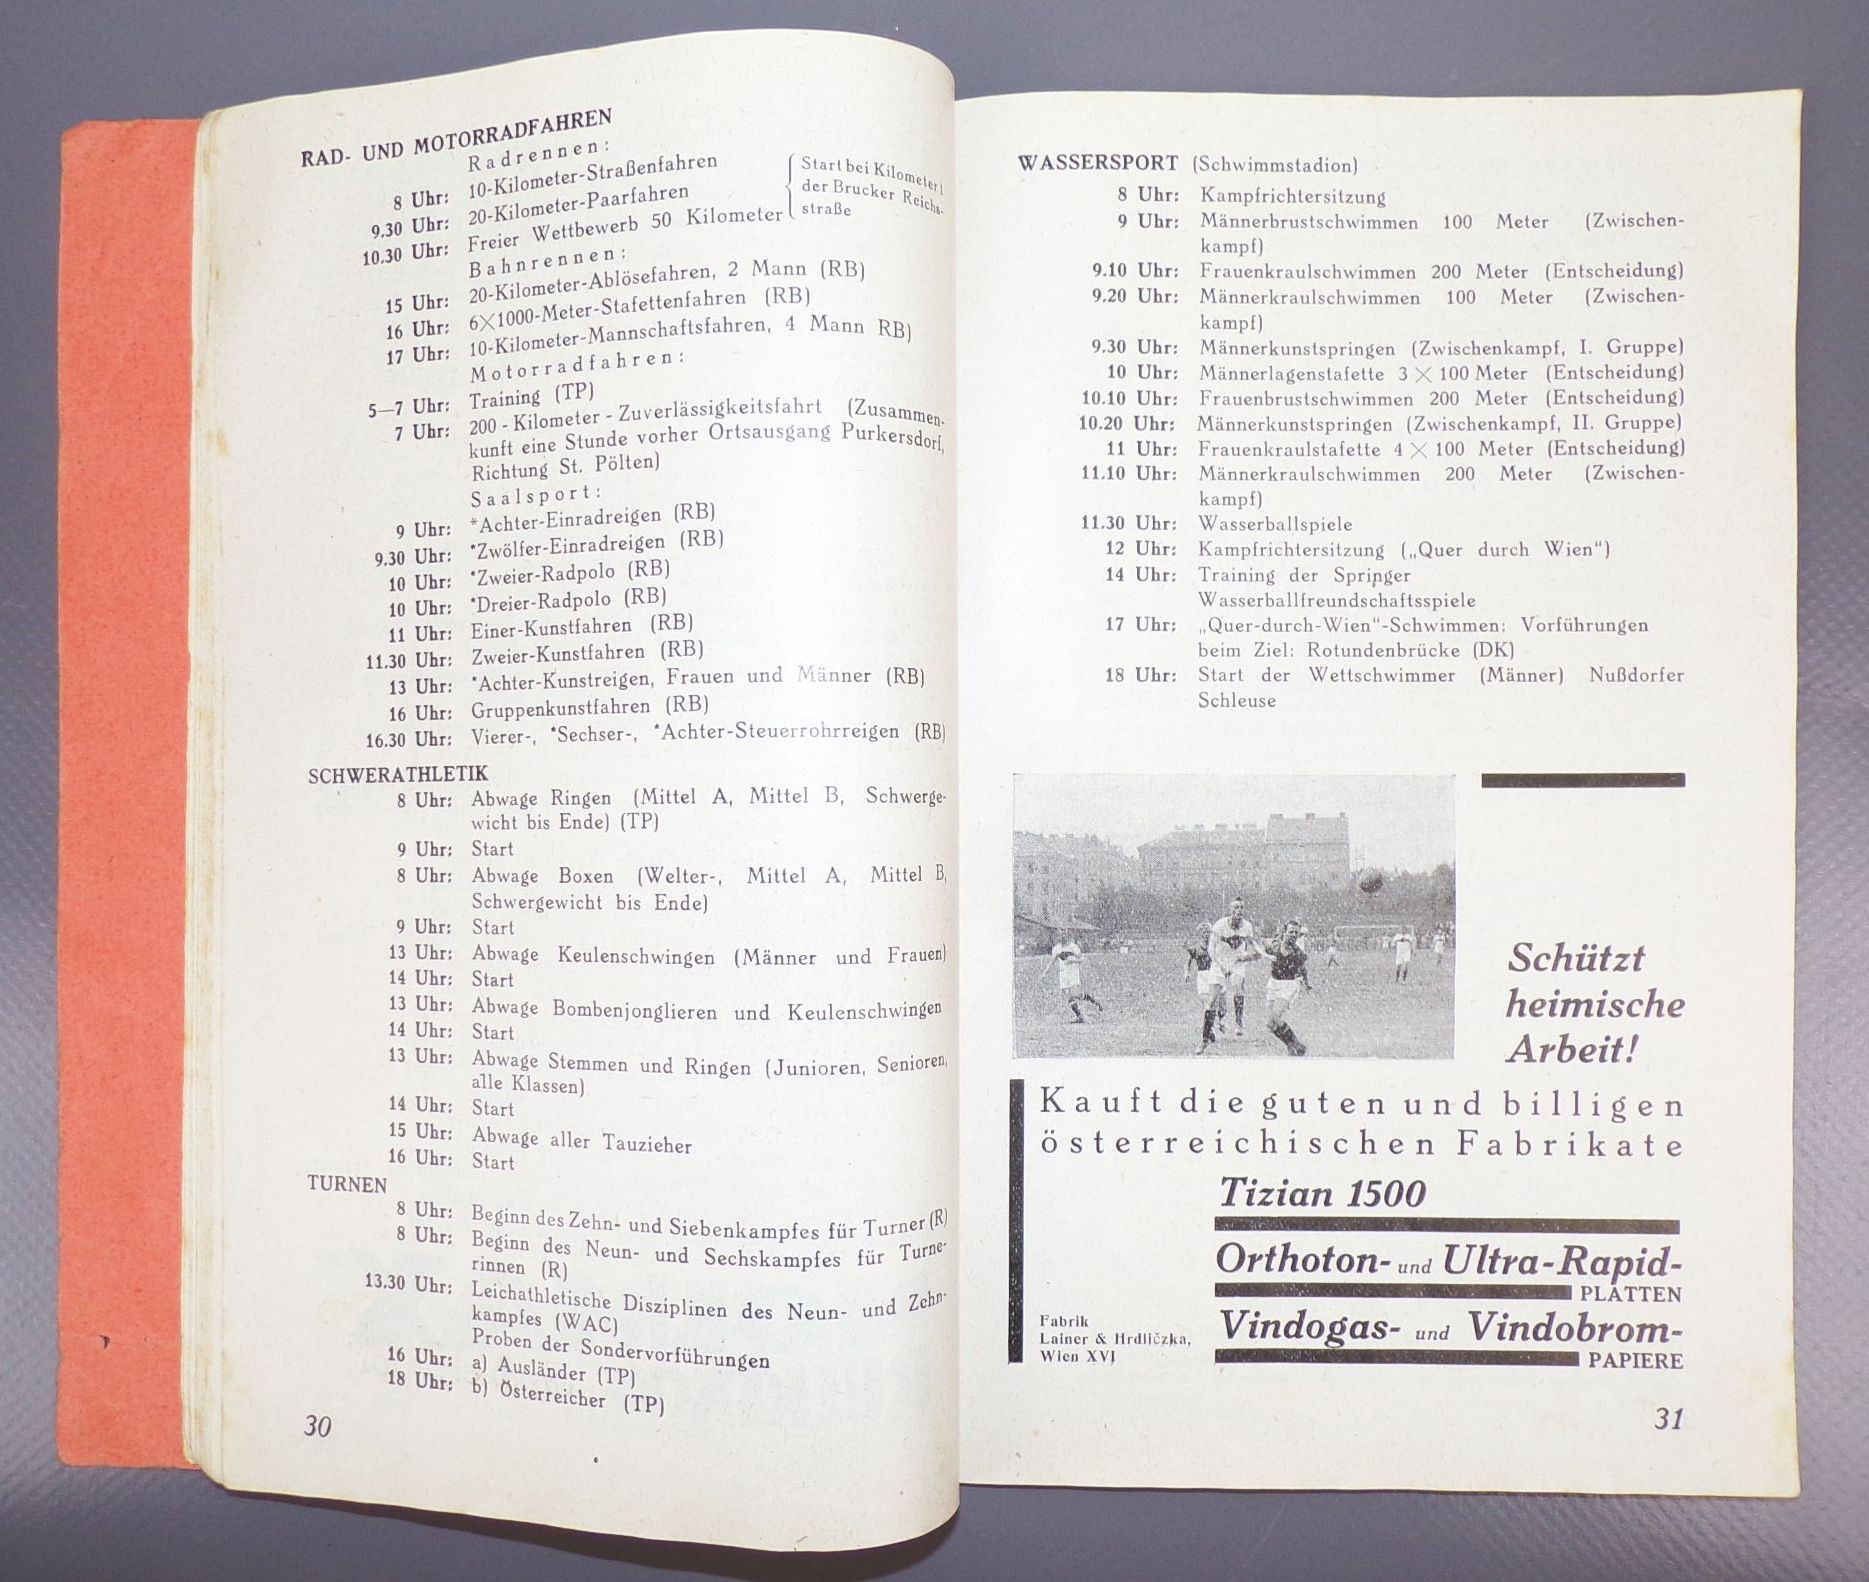 RAD- UND MOTORRADFAHREN
Radrennen:
8 Uhr: 10-Kilometer-Straßenfahren
9.30 Uhr: 20-Kilometer-Paarfahren
10.30 Uhr: Freier Wettbewerb 50 Kilometer
Start bei Kilometer 1
der Brucker Reichs-
straße
Bahnrennen:
15 Uhr: 20-Kilometer-Ablösefahren, 2 Mann (RB)
16 Uhr: 6×1000-Meter-Stafettenfahren (RB)
17 Uhr: 10-Kilometer-Mannschaftsfahren, 4 Mann RB)
Motorradfahren:
5—7 Uhr: Training (TP)
7 Uhr: 200-Kilometer-Zuverlässigkeitsfahrt (Zusammen-
kunft eine Stunde vorher Ortsausgang Purkersdorf,
Richtung St. Pölten)
Saalsport:
9 Uhr: *Achter-Einradreigen (RB)
9.30 Uhr: *Zwölfer-Einradreigen (RB)
10 Uhr: *Zweier-Radpolo (RB)
10 Uhr: *Dreier-Radpolo (RB)
11 Uhr: Einer-Kunstfahren (RB)
11.30 Uhr: Zweier-Kunstfahren (RB)
13 Uhr: *Achter-Kunstreigen, Frauen und Männer (RB)
16 Uhr: Gruppenkunstfahren (RB)
16.30 Uhr: Vierer-, *Sechser-, *Achter-Steuerrohrreigen (RB)
SCHWERATHLETIK
8 Uhr: Abwage Ringen (Mittel A, Mittel B, Schwerge-
wicht bis Ende) (TP)
9 Uhr: Start
8 Uhr: Abwage Boxen (Welter-, Mittel A, Mittel B,
Schwergewicht bis Ende)
9 Uhr: Start
13 Uhr: Abwage Keulenschwingen (Männer und Frauen)
14 Uhr: Start
13 Uhr: Abwage Bombenjonglieren und Keulenschwingen
14 Uhr: Start
13 Uhr: Abwage Stemmen und Ringen (Junioren, Senioren,
alle Klassen)
14 Uhr: Start
15 Uhr: Abwage aller Tauzieher
16 Uhr: Start
TURNEN
8 Uhr: Beginn des Zehn- und Siebenkampfes für Turner (R)
8 Uhr: Beginn des Neun- und Sechskampfes für Turne-
rinnen (R)
13.30 Uhr: Leichathletische Disziplinen des Neun- und Zehn-
kampfes (WAC)
Proben der Sondervorführungen
16 Uhr: a) Ausländer (TP)
18 Uhr: b) Österreicher (TP)
30
WASSERSPORT (Schwimmstadion)
8 Uhr: Kampfrichtersitzung
9 Uhr: Männerbrustschwimmen 100 Meter (Zwischen-
kampf)
9.10 Uhr: Frauenkraulschwimmen 200 Meter (Entscheidung)
9.20 Uhr: Männerkraulschwimmen 100 Meter (Zwischen-
kampf)
9.30 Uhr: Männerkunstspringen (Zwischenkampf, I. Gruppe)
10 Uhr: Männerlagenstafette 3×100 Meter (Entscheidung)
10.10 Uhr: Frauenbrustschwimmen 200 Meter (Entscheidung)
10.20 Uhr: Männerkunstspringen (Zwischenkampf, II. Gruppe)
11 Uhr: Frauenkraulstafette 4×100 Meter (Entscheidung)
11.10 Uhr: Männerkraulschwimmen 200 Meter (Zwischen-
kampf)
11.30 Uhr: Wasserballspiele
12 Uhr: Kampfrichtersitzung („Quer durch Wien“)
14 Uhr: Training der Springer
Wasserballfreundschaftsspiele
17 Uhr: „Quer-durch-Wien“-Schwimmen; Vorführungen
beim Ziel: Rotundenbrücke (DK)
18 Uhr: Start der Wettschwimmer (Männer) Nußdorfer
Schleuse
Schützt
heimische
Arbeit!
Kauft die guten und billigen
österreichischen Fabrikate
Tizian 1500
Orthoton- und Ultra-Rapid-
PLATTEN
Vindogas- und Vindobrom-
PAPIERE
Fabrik
Lainer & Hrdliczka,
Wien XVI
31